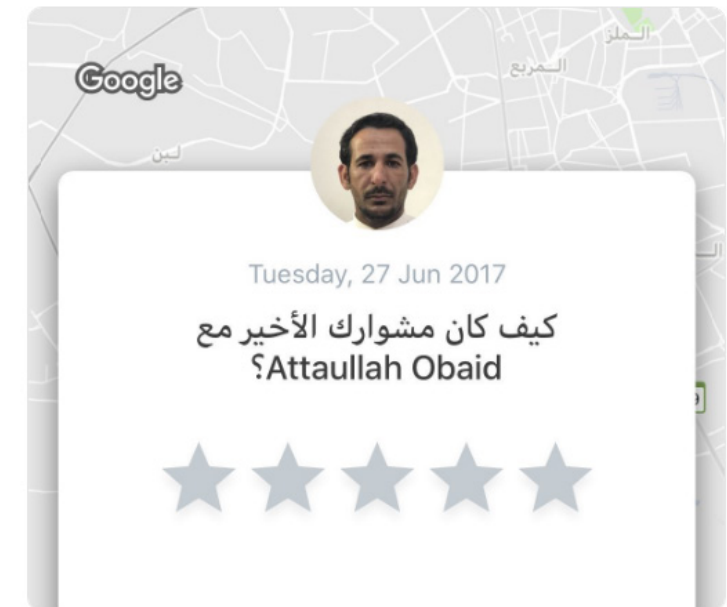 الملز
المربع
Google
لبن
Tuesday, 27 Jun 2017
كيف كان مشوارك الأخير مع
Attaullah Obaid؟